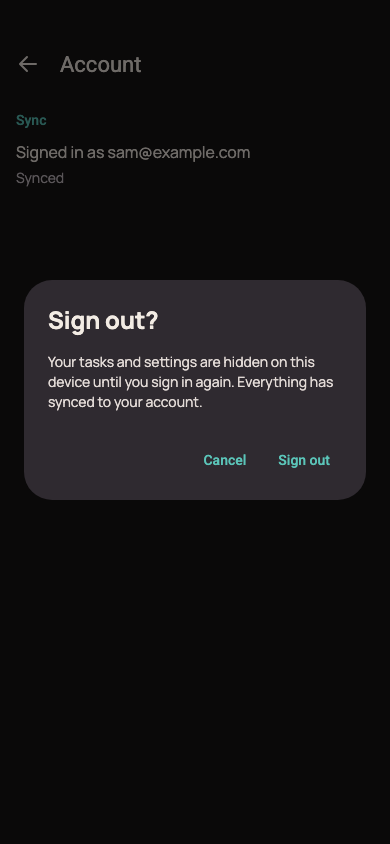 Account
Sync
Signed in as sam@example.com
Synced
Sign out?
Your tasks and settings are hidden on this
device until you sign in again. Everything has
synced to your account.
Cancel
Sign out